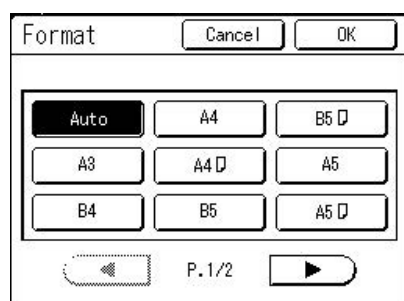 Format Cancel OK
Auto A4 B5
A3 A4 A5
B4 B5 A5
P.1/2